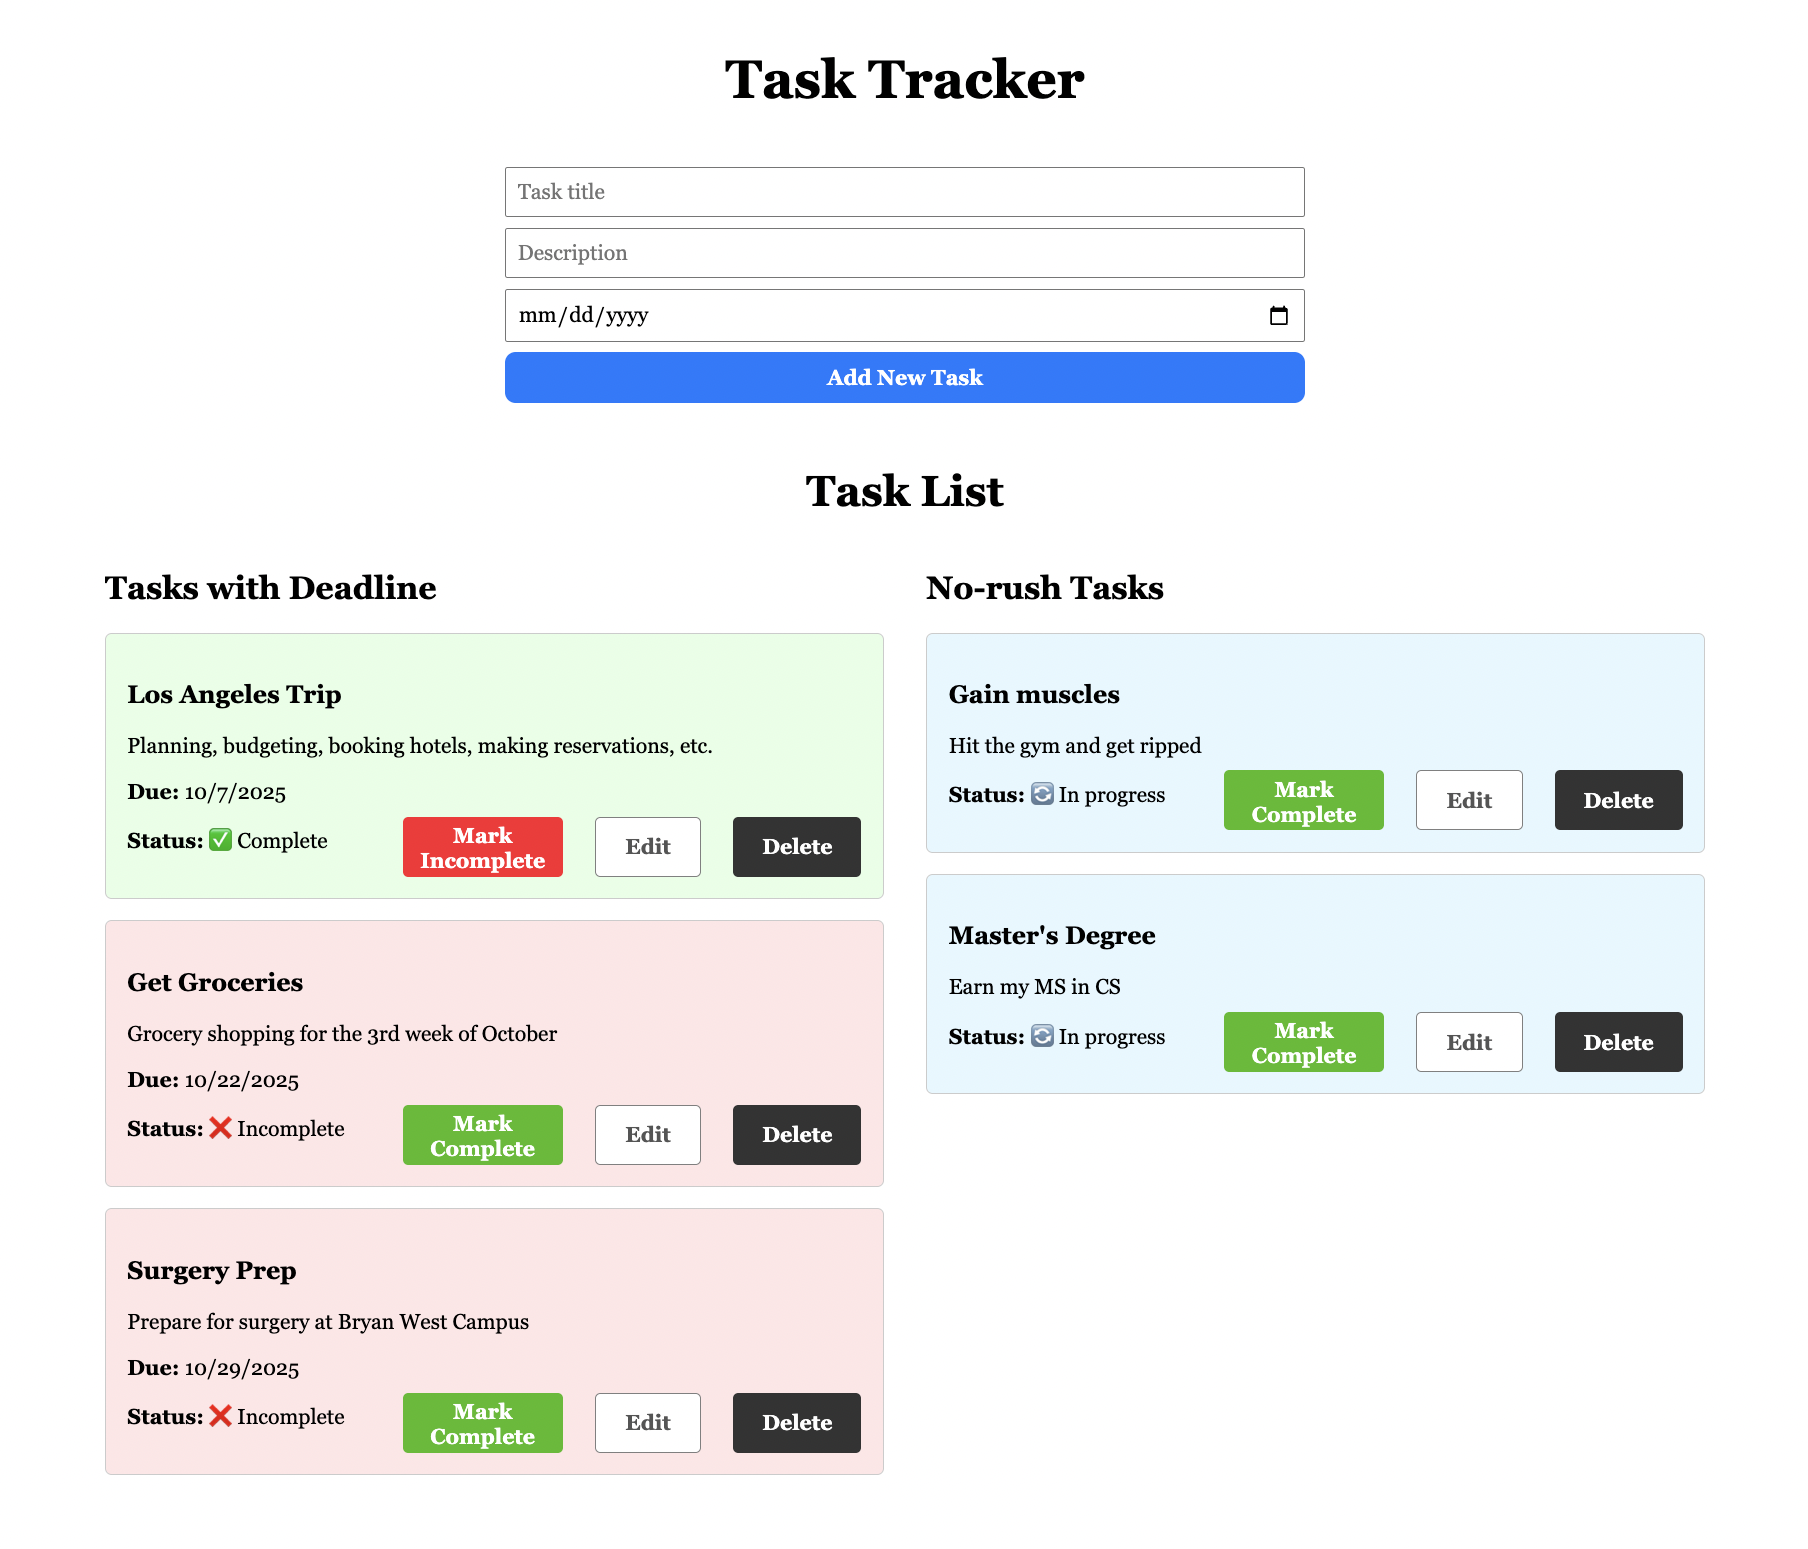 Task Tracker
Task title
Description
mm/dd/yyyy
Add New Task
Task List
Tasks with Deadline
Los Angeles Trip
Planning, budgeting, booking hotels, making reservations, etc.
Due: 10/7/2025
Status: ✅ Complete
Mark
Incomplete
Edit
Delete
Get Groceries
Grocery shopping for the 3rd week of October
Due: 10/22/2025
Status: ❌ Incomplete
Mark
Complete
Edit
Delete
Surgery Prep
Prepare for surgery at Bryan West Campus
Due: 10/29/2025
Status: ❌ Incomplete
Mark
Complete
Edit
Delete
No-rush Tasks
Gain muscles
Hit the gym and get ripped
Status: 🔄 In progress
Mark
Complete
Edit
Delete
Master's Degree
Earn my MS in CS
Status: 🔄 In progress
Mark
Complete
Edit
Delete